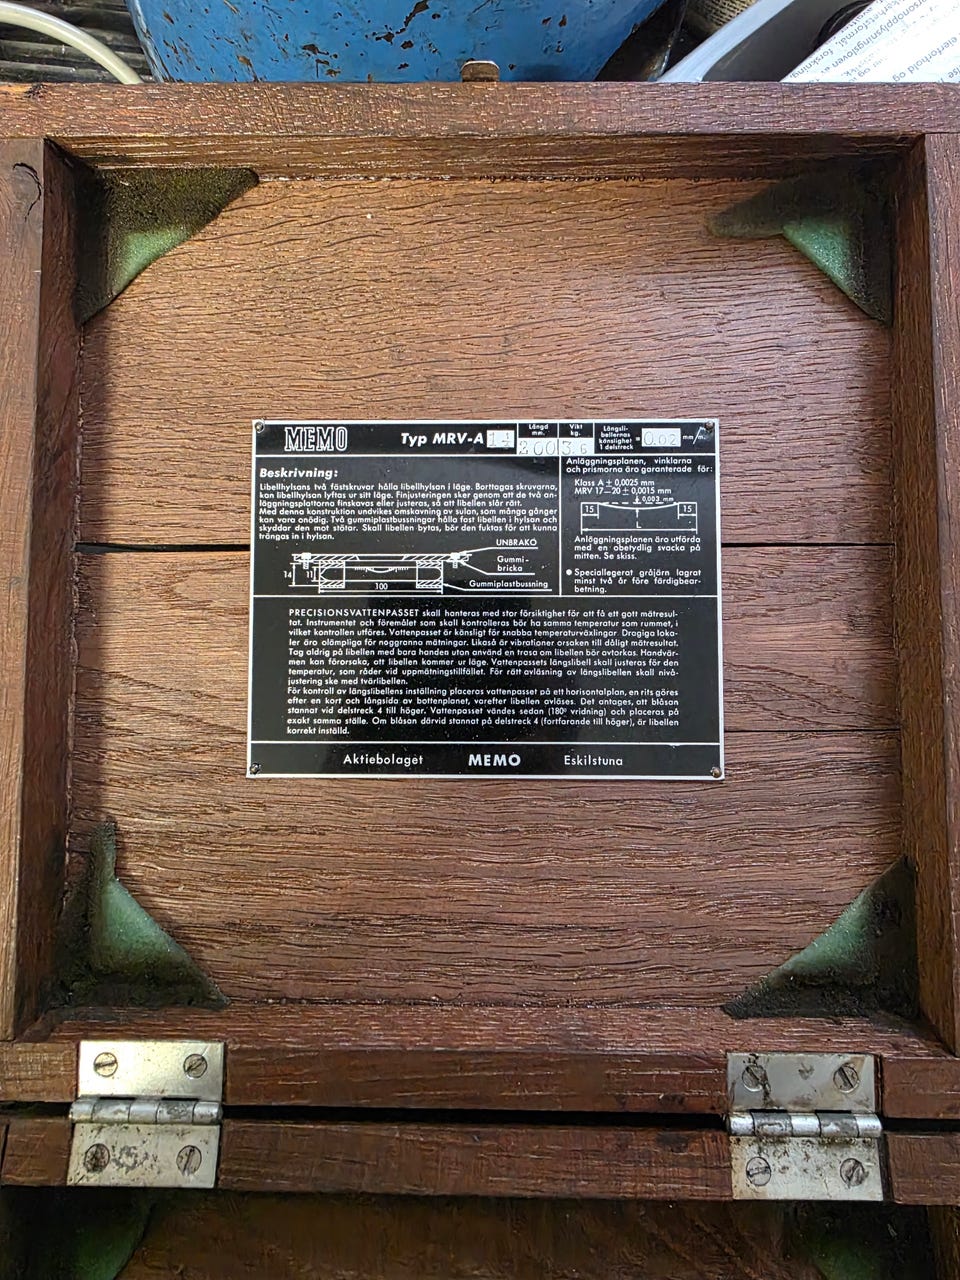 MEMO
Typ MRV-A 14
Längd
mm.
200
Vikt
kg.
3.6
Längsli-
bellernas
känslighet
1 delstreck
= 0.02 mm/m.
Beskrivning:
Libellhylsans två fästskruvar hålla libellhylsan i läge. Borttagas skruvarna,
kan libellhylsan lyftas ur sitt läge. Finjusteringen sker genom att de två an-
läggningsplattorna finskavas eller justeras, så att libellen slår rätt.
Med denna konstruktion undvikes omskavning av sulan, som många gånger
kan vara onödig. Två gummiplastbussningar hålla fast libellen i hylsan och
skyddar den mot stötar. Skall libellen bytas, bör den fuktas för att kunna
trängas in i hylsan.
UNBRAKO
Gummi-
bricka
Gummiplastbussning
14
11
100
Anläggningsplanen, vinklarna
och prismorna äro garanterade för:
Klass A ± 0,0025 mm
MRV 17—20 ± 0,0015 mm
0,003 mm
15
15
L
Anläggningsplanen äro utförda
med en obetydlig svacka på
mitten. Se skiss.
● Speciallegerat gråjärn lagrat
minst två år före färdigbear-
betning.
PRECISIONSVATTENPASSET skall hanteras med stor försiktighet för att få ett gott mätresul-
tat. Instrumentet och föremålet som skall kontrolleras bör ha samma temperatur som rummet, i
vilket kontrollen utföres. Vattenpasset är känsligt för snabba temperaturväxlingar Dragiga loka-
ler äro olämpliga för noggranna mätningar. Likaså är vibrationer orsaken till dåligt mätresultat.
Tag aldrig på libellen med bara handen utan använd en trasa om libellen bör avtorkas. Handvär-
men kan förorsaka, att libellen kommer ur läge. Vattenpassets längslibell skall justeras för den
temperatur, som råder vid uppmätningstillfället. För rätt avläsning av längslibellen skall nivå-
justering ske med tvärlibellen.
För kontroll av längslibellens inställning placeras vattenpasset på ett horisontalplan, en rits göres
efter en kort och långsida av bottenplanet, varefter libellen avläses. Det antages, att blåsan
stannat vid delstreck 4 till höger. Vattenpasset vändes sedan (180° vridning) och placeras på
exakt samma ställe. Om blåsan därvid stannat på delstreck 4 (fortfarande till höger), är libellen
korrekt inställd.
Aktiebolaget MEMO Eskilstuna